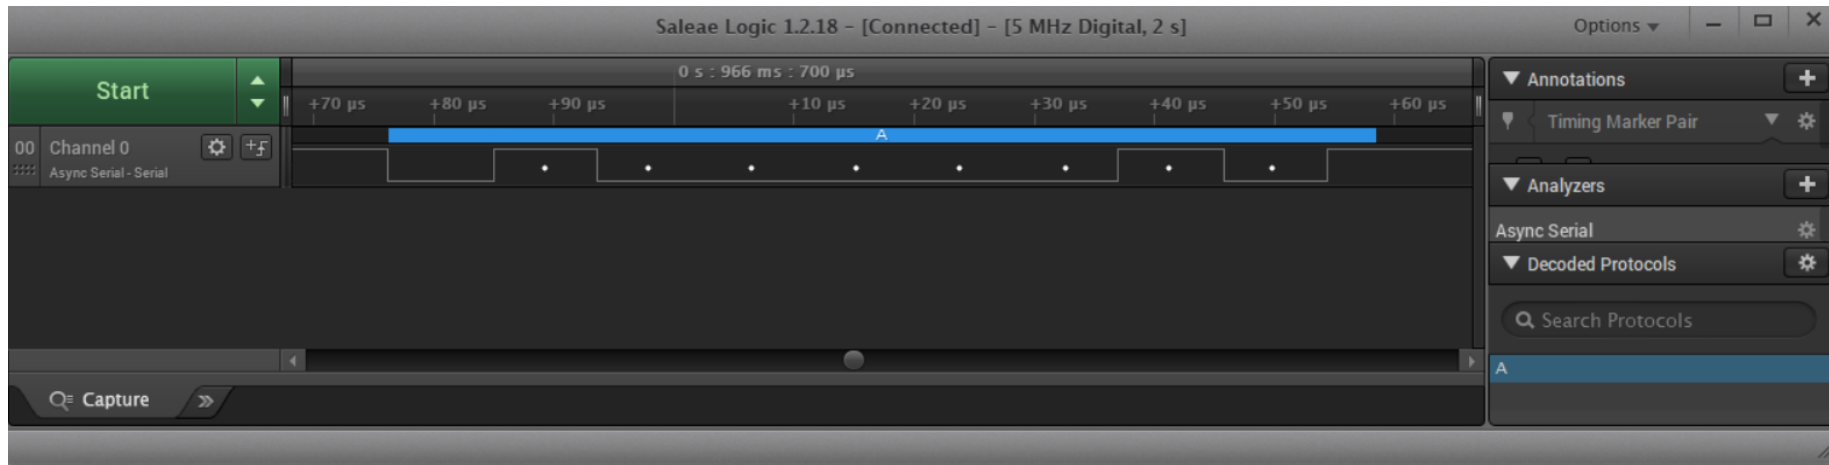 Saleae Logic 1.2.18 - [Connected] - [5 MHz Digital, 2 s]
Options
Start
0 s : 966 ms : 700 µs
+70 µs +80 µs +90 µs +10 µs +20 µs +30 µs +40 µs +50 µs +60 µs
00 Channel 0
Async Serial - Serial
A
Annotations
Timing Marker Pair
Analyzers
Async Serial
Decoded Protocols
Search Protocols
A
Capture